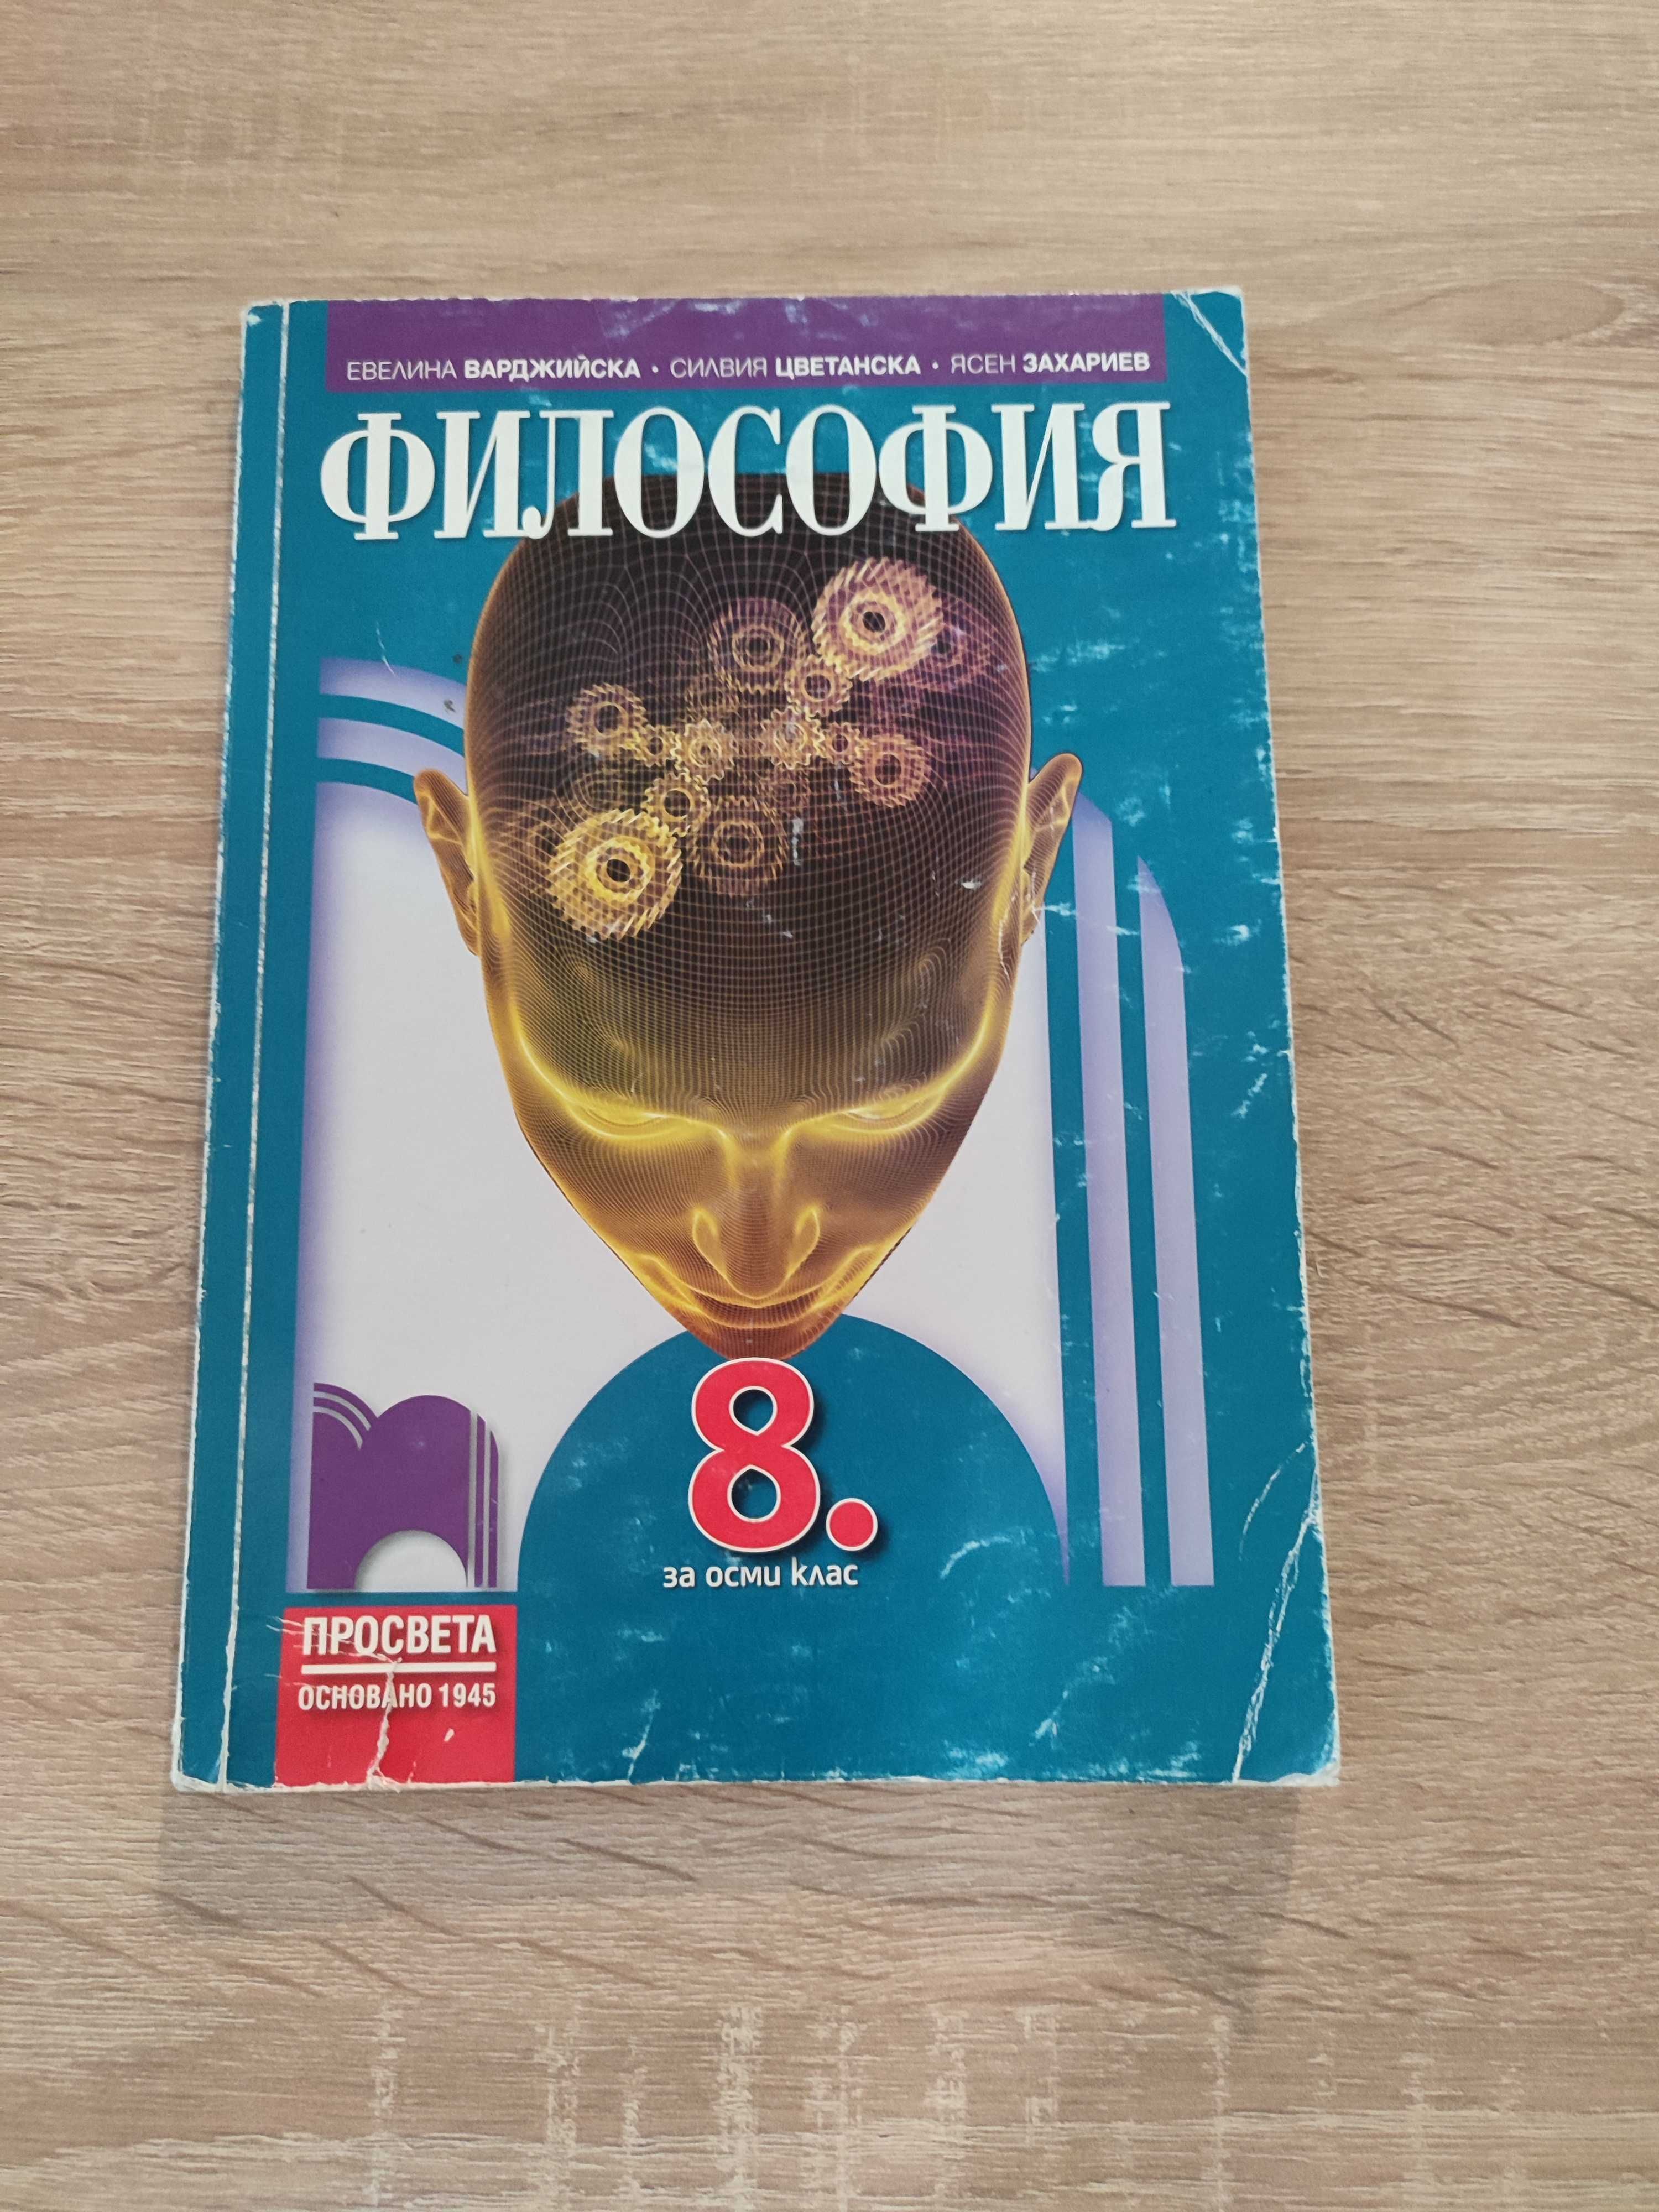 ЕВЕЛИНА ВАРДЖИЙСКА • СИЛВИЯ ЦВЕТАНСКА • ЯСЕН ЗАХАРИЕВ
ФИЛОСОФИЯ
8.
за осми клас
ПРОСВЕТА
ОСНОВАНО 1945